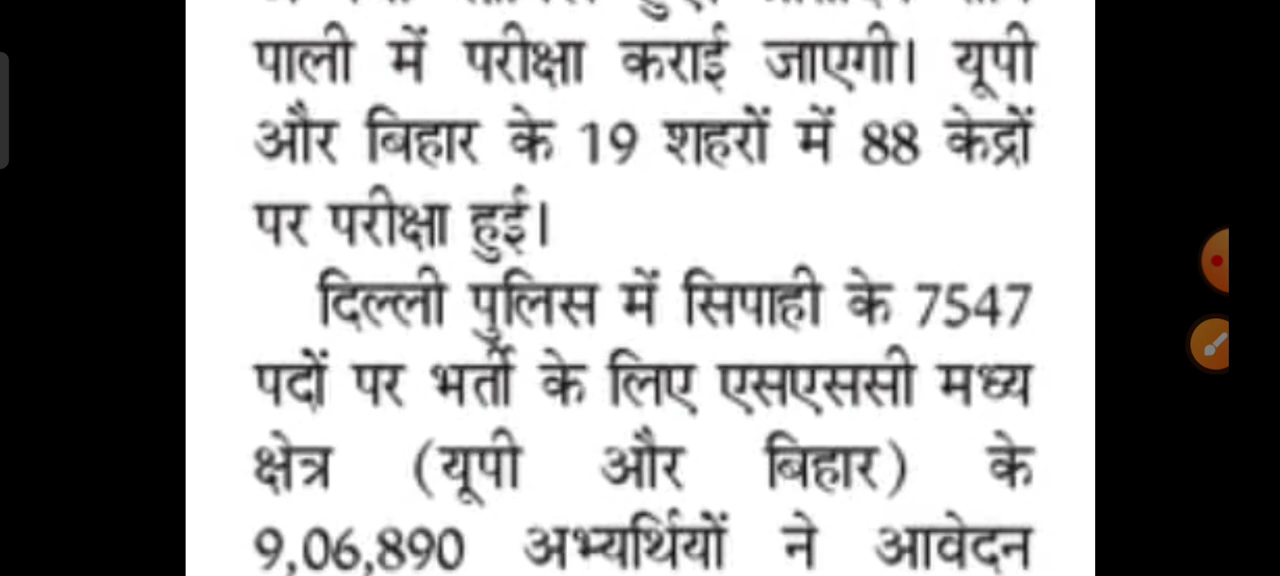 पाली में परीक्षा कराई जाएगी। यूपी
और बिहार के 19 शहरों में 88 केद्रों
पर परीक्षा हुई।
दिल्ली पुलिस में सिपाही के 7547
पदों पर भर्ती के लिए एसएससी मध्य
क्षेत्र (यूपी और बिहार) के
9,06,890 अभ्यर्थियों ने आवेदन